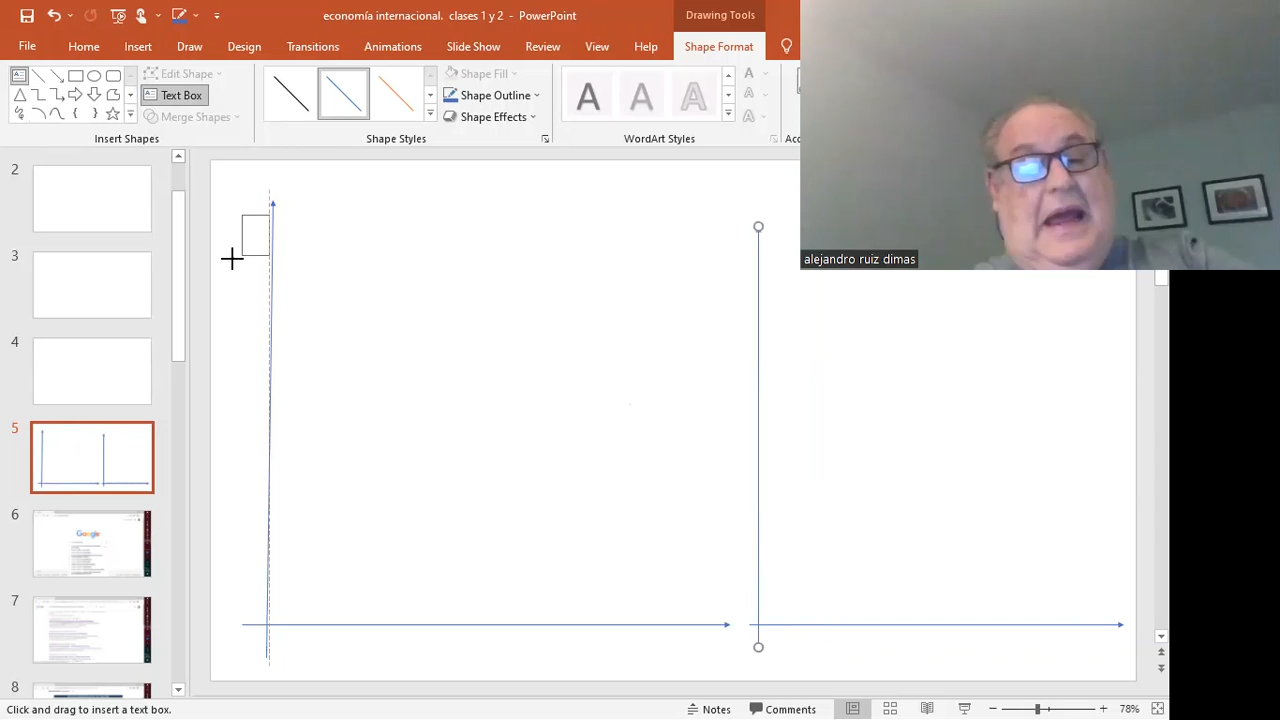 economía internacional. clases 1 y 2 - PowerPoint
Drawing Tools
File
Home
Insert
Draw
Design
Transitions
Animations
Slide Show
Review
View
Help
Shape Format
Edit Shape
Text Box
Merge Shapes
Insert Shapes
Shape Styles
Shape Fill
Shape Outline
Shape Effects
A A A
WordArt Styles
A
A
A
Acc
alejandro ruiz dimas
2
3
4
5
6
Google
7
8
Click and drag to insert a text box.
Notes
Comments
78%